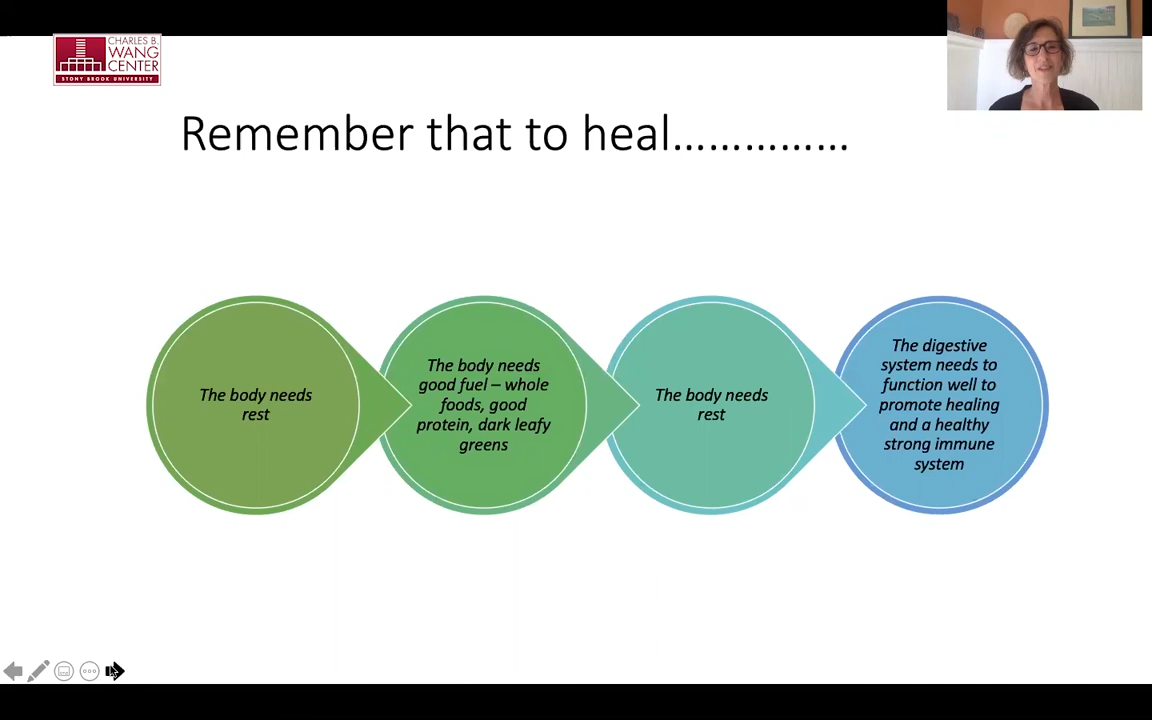 CHARLES B.
WANG
CENTER
STONY BROOK UNIVERSITY
Remember that to heal……………
The body needs
rest
The body needs
good fuel – whole
foods, good
protein, dark leafy
greens
The body needs
rest
The digestive
system needs to
function well to
promote healing
and a healthy
strong immune
system